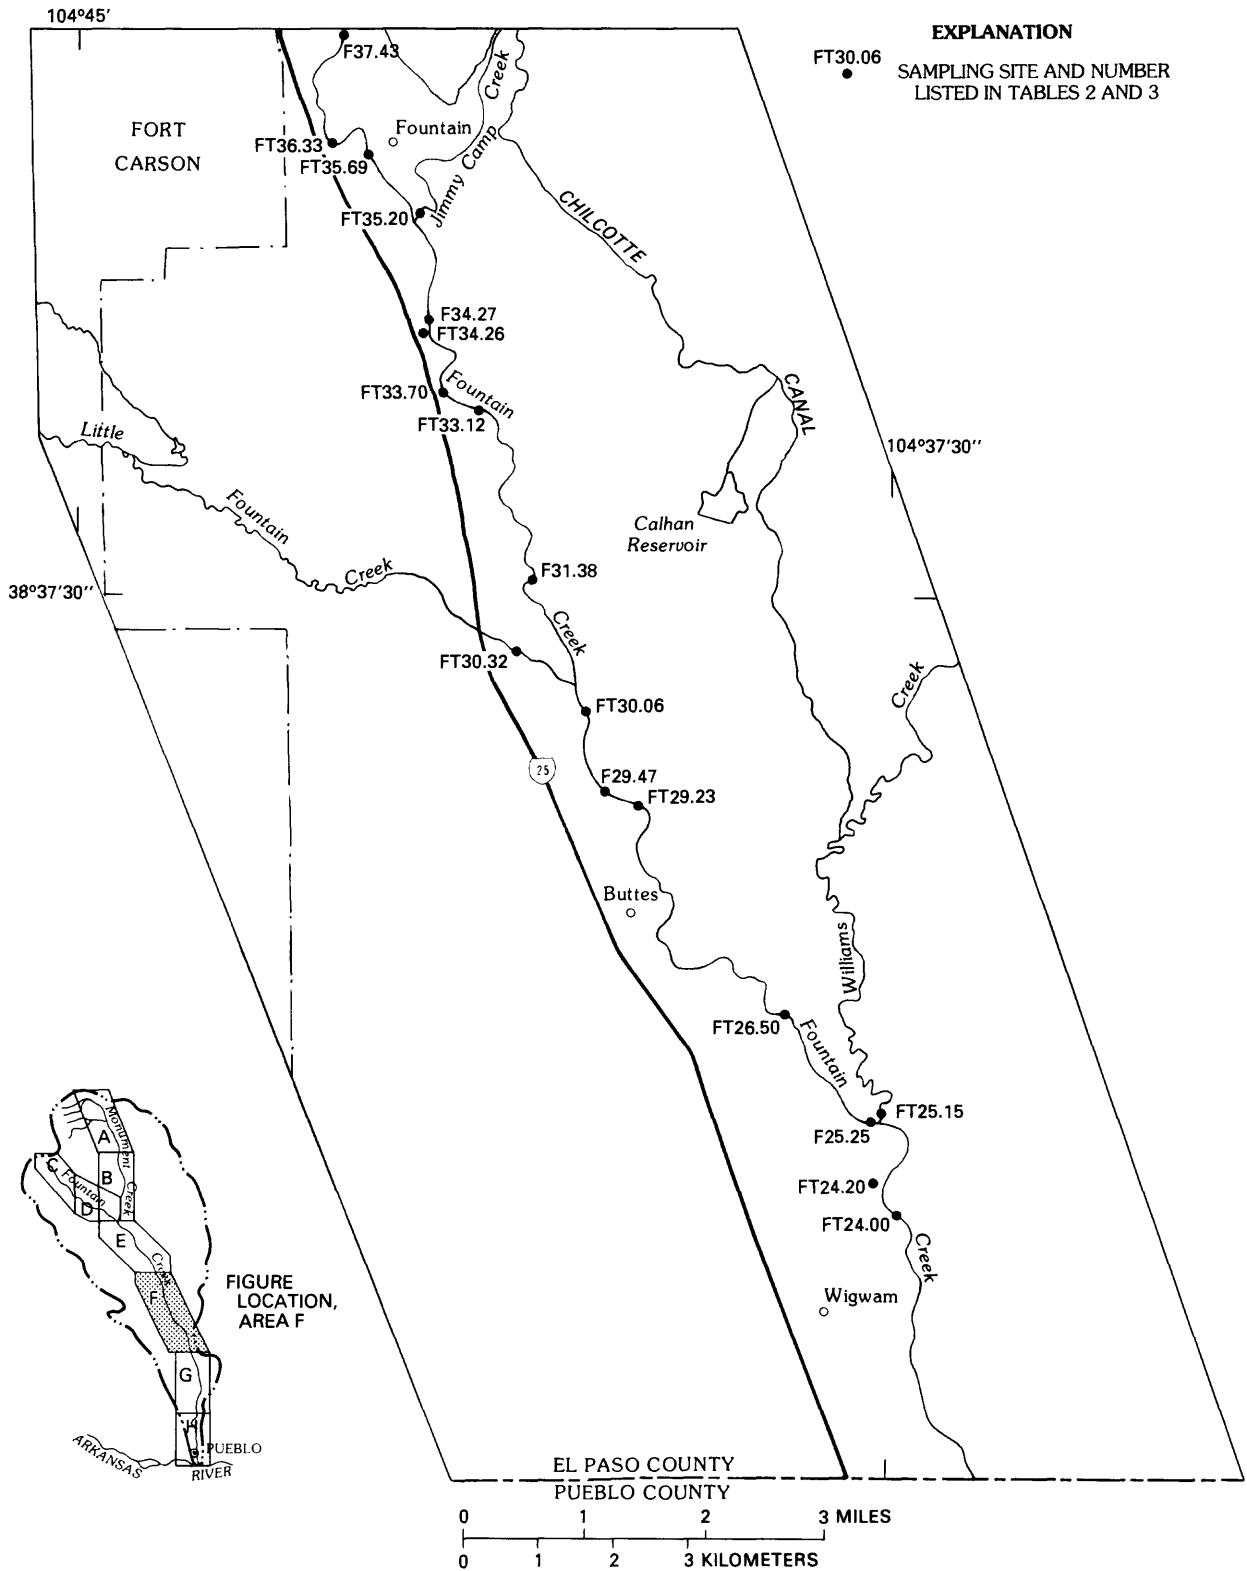 104°45'
EXPLANATION
FT30.06
SAMPLING SITE AND NUMBER
LISTED IN TABLES 2 AND 3
F37.43
Creek
FORT
CARSON
Fountain
FT36.33
FT35.69
Jimmy Camp
FT35.20
CHILCOTTE
F34.27
FT34.26
Fountain
FT33.70
FT33.12
CANAL
Little
104°37'30''
Fountain
Calhan
Reservoir
Creek
F31.38
38°37'30''
Creek
FT30.32
Creek
FT30.06
25
F29.47
FT29.23
Buttes
Williams
FT26.50
Fountain
FT25.15
F25.25
FT24.20
FT24.00
Creek
Wigwam
Monument
Creek
A
B
C
Fountain
D
E
Creek
F
G
H
FIGURE
LOCATION,
AREA F
PUEBLO
ARKANSAS
RIVER
EL PASO COUNTY
PUEBLO COUNTY
0 1 2 3 MILES
0 1 2 3 KILOMETERS